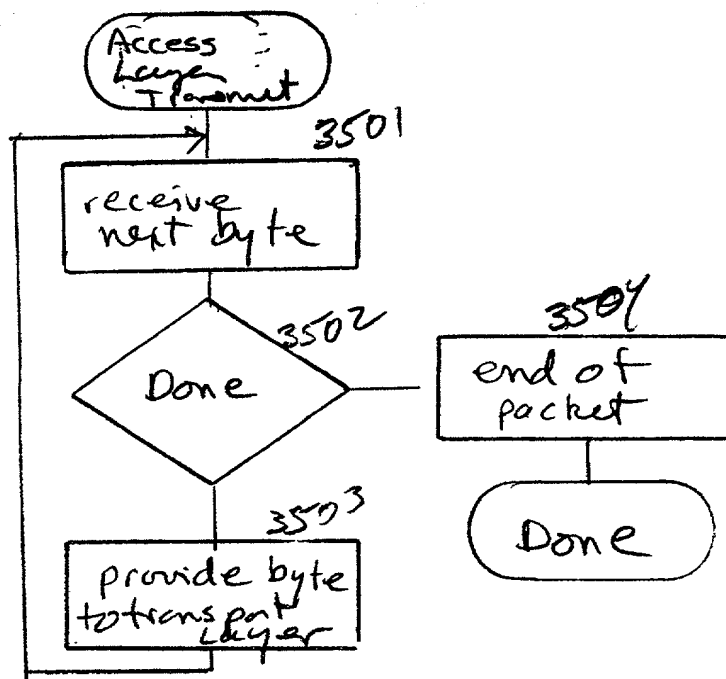 Access
Layer
Transmit
3501
receive
next byte
3502
Done
3504
end of
packet
Done
3503
provide byte
to transport
Layer